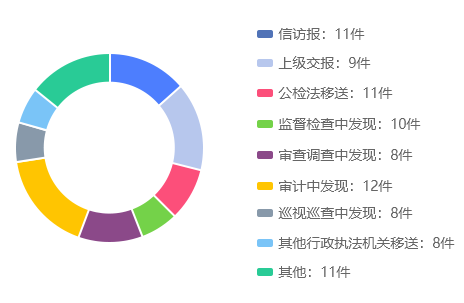 信访报：11件
上级交报：9件
公检法移送：11件
监督检查中发现：10件
审查调查中发现：8件
审计中发现：12件
巡视巡查中发现：8件
其他行政执法机关移送：8件
其他：11件